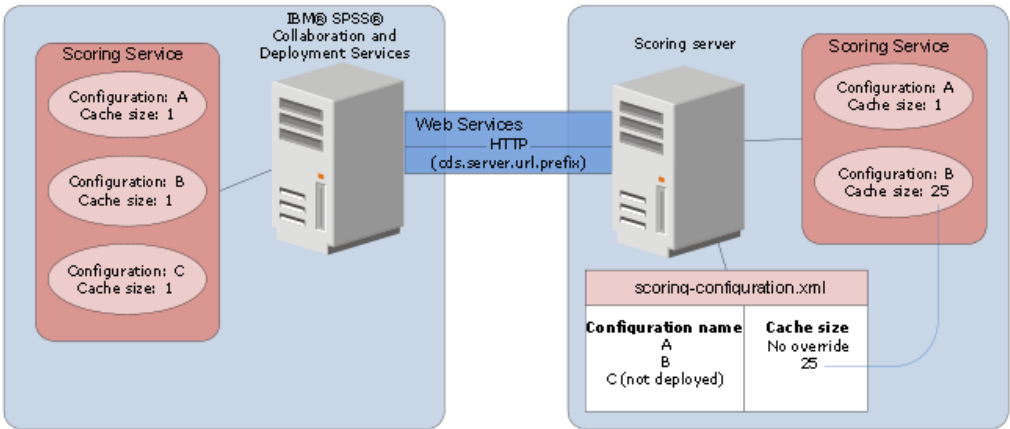 IBM® SPSS®
Collaboration and
Deployment Services
Scoring Service
Configuration: A
Cache size: 1
Configuration: B
Cache size: 1
Configuration: C
Cache size: 1
Web Services
HTTP
(cds.server.url.prefix)
Scoring server
Scoring Service
Configuration: A
Cache size: 1
Configuration: B
Cache size: 25
scoring-configuration.xml
Configuration name
A
B
C (not deployed)
Cache size
No override
25